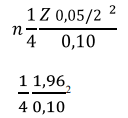 n 1/4 Z 0,05/2 ² / 0,10
1/4 1,96/0,10 ²